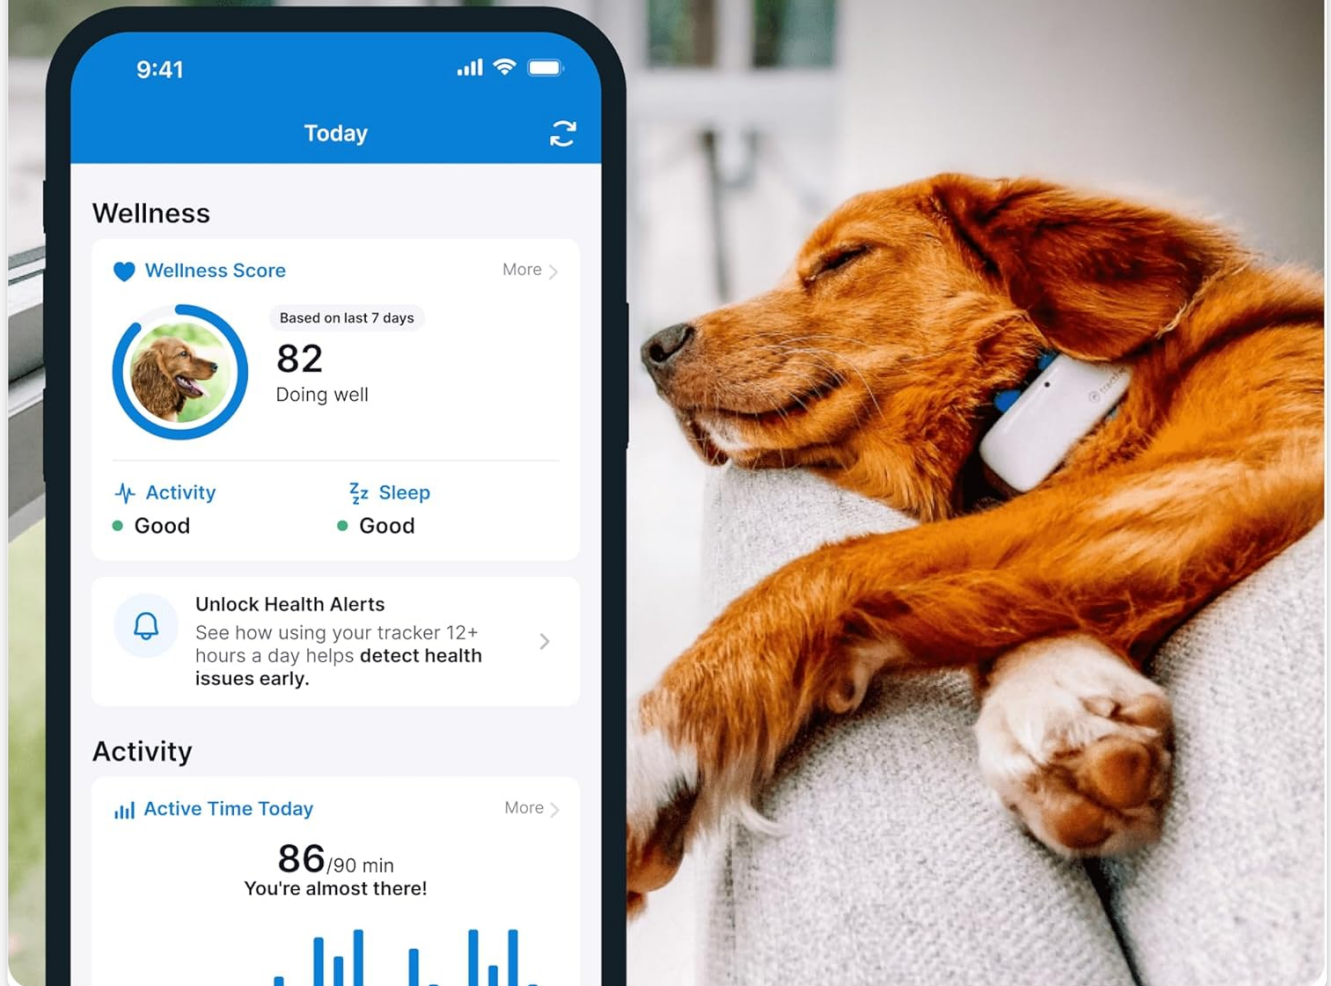 9:41
Today
Wellness
Wellness Score
More
Based on last 7 days
82
Doing well
Activity
Sleep
Good
Good
Unlock Health Alerts
See how using your tracker 12+
hours a day helps detect health
issues early.
Activity
Active Time Today
More
86/90 min
You're almost there!